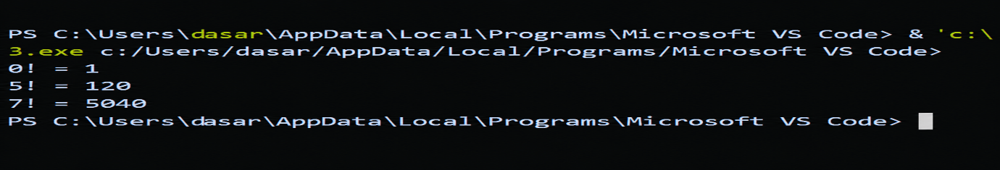 PS C:\Users\dasar\AppData\Local\Programs\Microsoft VS Code> & 'c:\
3.exe c:/Users/dasar/AppData/Local/Programs/Microsoft VS Code>
0! = 1
5! = 120
7! = 5040
PS C:\Users\dasar\AppData\Local\Programs\Microsoft VS Code>